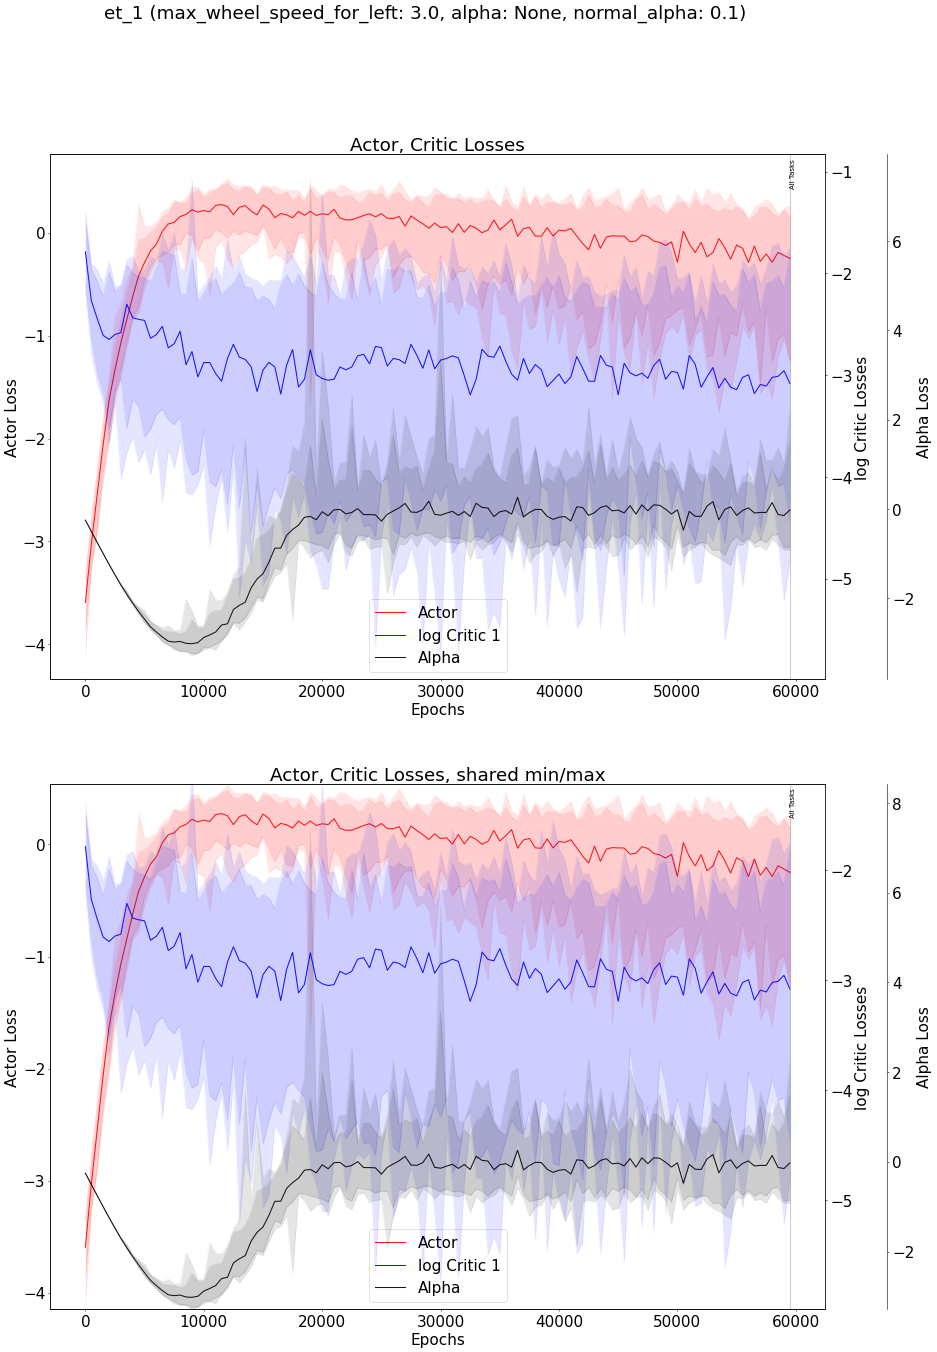 et_1 (max_wheel_speed_for_left: 3.0, alpha: None, normal_alpha: 0.1)
Actor, Critic Losses
All Tasks
0
−1
−2
−3
−4
Actor Loss
−1
−2
−3
−4
−5
log Critic Losses
6
4
2
0
−2
Alpha Loss
Actor
log Critic 1
Alpha
0 10000 20000 30000 40000 50000 60000
Epochs
Actor, Critic Losses, shared min/max
All Tasks
0
−1
−2
−3
−4
Actor Loss
−2
−3
−4
−5
log Critic Losses
8
6
4
2
0
−2
Alpha Loss
Actor
log Critic 1
Alpha
0 10000 20000 30000 40000 50000 60000
Epochs